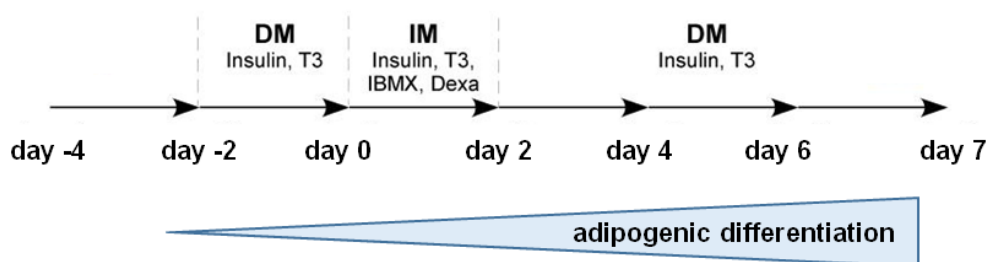 DM
Insulin, T3
IM
Insulin, T3,
IBMX, Dexa
DM
Insulin, T3
day -4
day -2
day 0
day 2
day 4
day 6
day 7
adipogenic differentiation